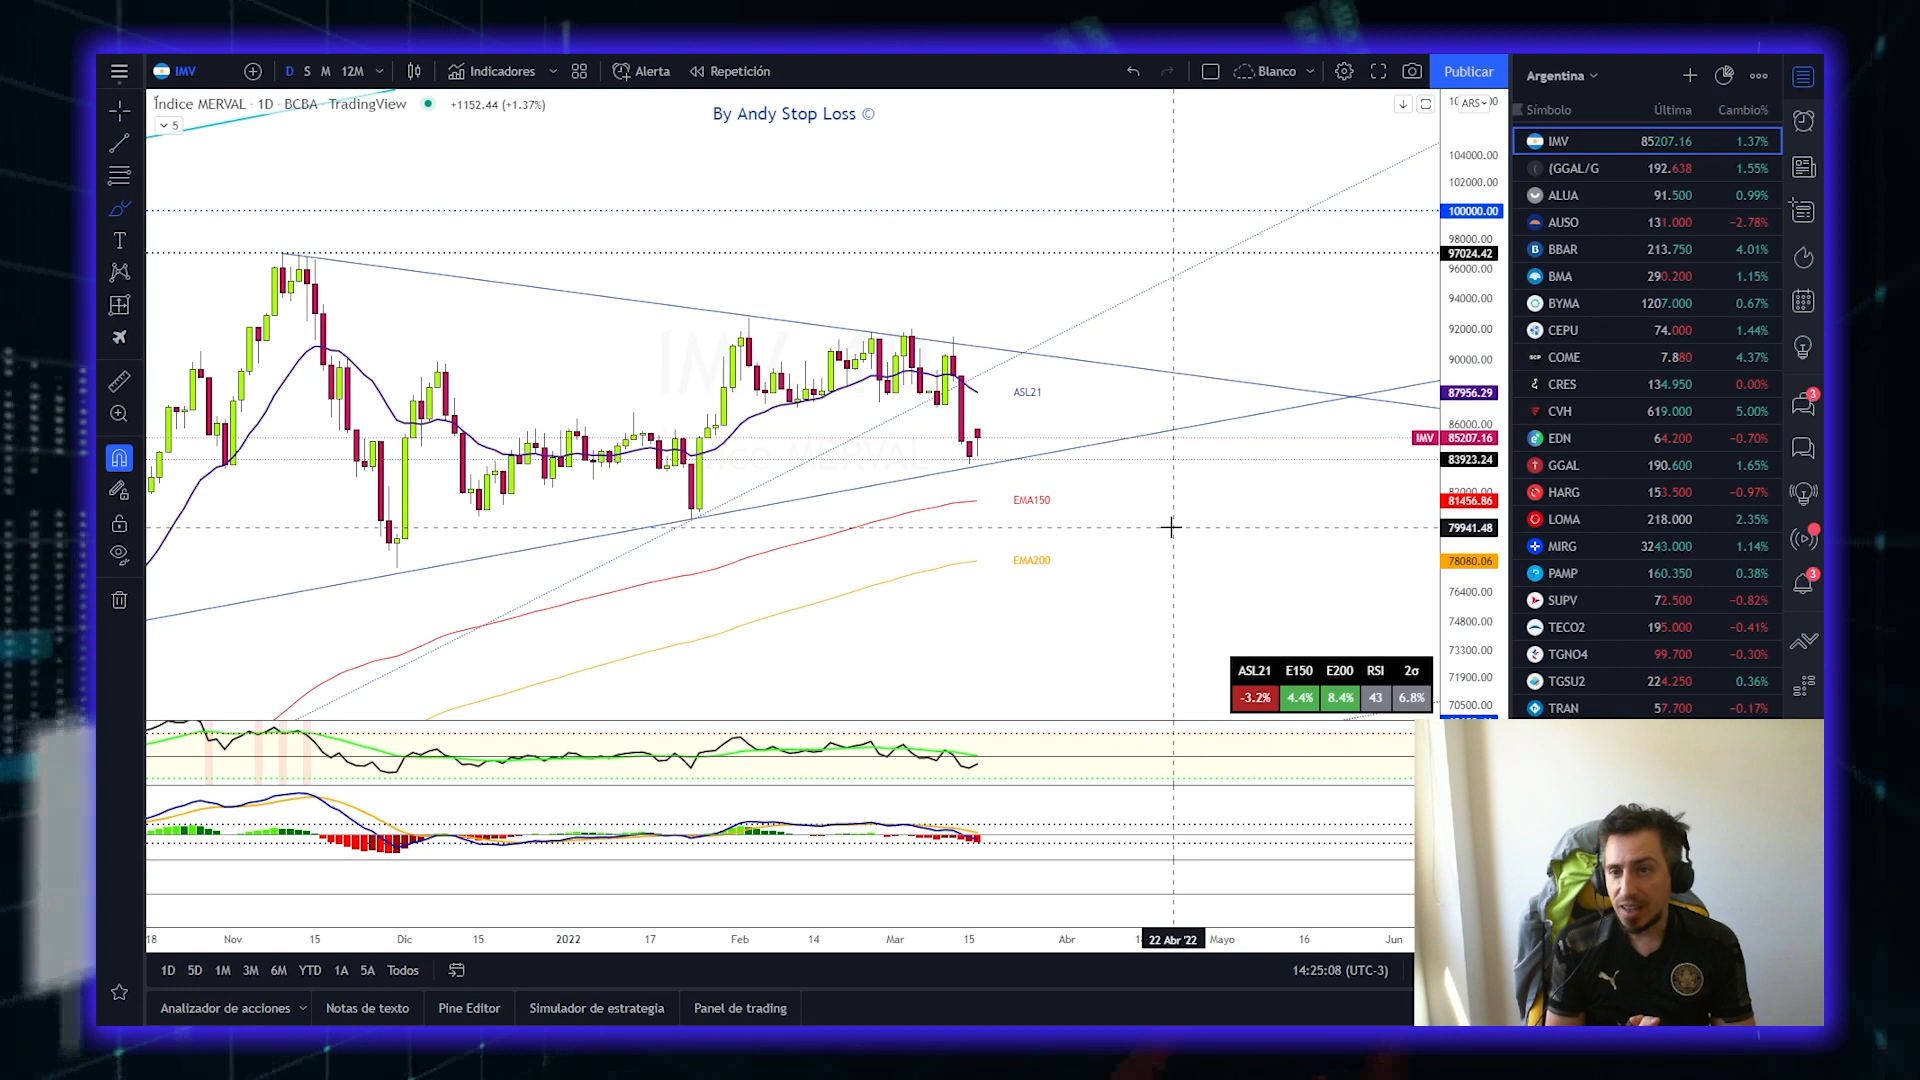 IMV
D S M 12M
Indicadores
Alerta
Repetición
Blanco
Publicar
Índice MERVAL · 1D · BCBA · TradingView +1152.44 (+1.37%)
5
By Andy Stop Loss ©
ARS
104000.00
102000.00
100000.00
98000.00
97024.42
96000.00
94000.00
92000.00
90000.00
87956.29
86000.00
IMV 85207.16
83923.24
82000.00
81456.86
79941.48
78080.06
76400.00
74800.00
73300.00
71900.00
70500.00
ASL21
EMA150
EMA200
ASL21 E150 E200 RSI 2σ
-3.2% 4.4% 8.4% 43 6.8%
18 Nov 15 Dic 15 2022 17 Feb 14 Mar 15 Abr 22 Abr '22 Mayo 16 Jun
1D 5D 1M 3M 6M YTD 1A 5A Todos
14:25:08 (UTC-3)
Analizador de acciones Notas de texto Pine Editor Simulador de estrategia Panel de trading
Argentina
Símbolo Última Cambio%
IMV 85207.16 1.37%
(GGAL/G 192.638 1.55%
ALUA 91.500 0.99%
AUSO 131.000 −2.78%
BBAR 213.750 4.01%
BMA 290.200 1.15%
BYMA 1207.000 0.67%
CEPU 74.000 1.44%
COME 7.880 4.37%
CRES 134.950 0.00%
CVH 619.000 5.00%
EDN 64.200 −0.70%
GGAL 190.600 1.65%
HARG 153.500 −0.97%
LOMA 218.000 2.35%
MIRG 3243.000 1.14%
PAMP 160.350 0.38%
SUPV 72.500 −0.82%
TECO2 195.000 −0.41%
TGNO4 99.700 −0.30%
TGSU2 224.250 0.36%
TRAN 57.700 −0.17%
3
3